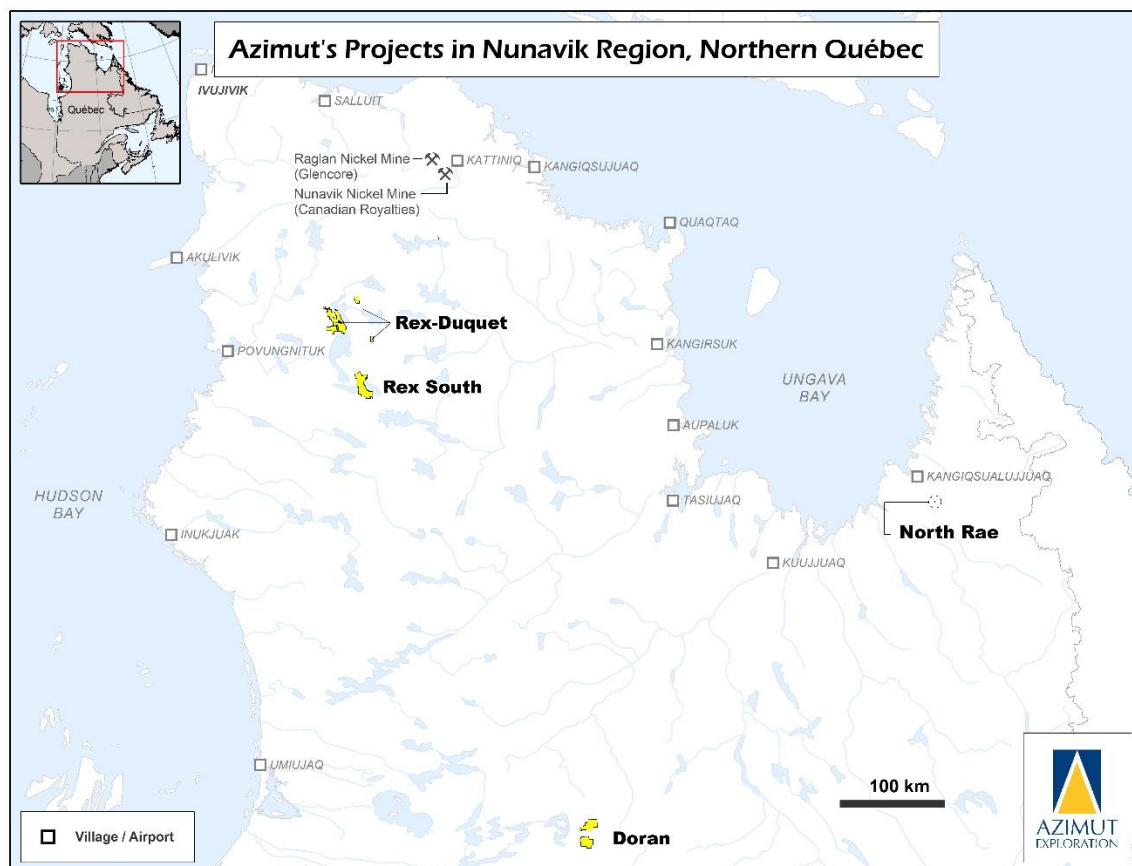 Azimut's Projects in Nunavik Region, Northern Québec
Québec
IVUJIVIK
SALLUIT
Raglan Nickel Mine
(Glencore)
KATTINIQ
KANGIQSUJUAQ
Nunavik Nickel Mine
(Canadian Royalties)
QUAQTAQ
AKULIVIK
Rex-Duquet
POVUNGNITUK
KANGIRSUK
Rex South
UNGAVA
BAY
AUPALUK
HUDSON
BAY
KANGIQSUALUJJUAQ
TASIUJAQ
INUKJUAK
North Rae
KUUJJUAQ
UMIUJAQ
100 km
Village / Airport
Doran
AZIMUT
EXPLORATION